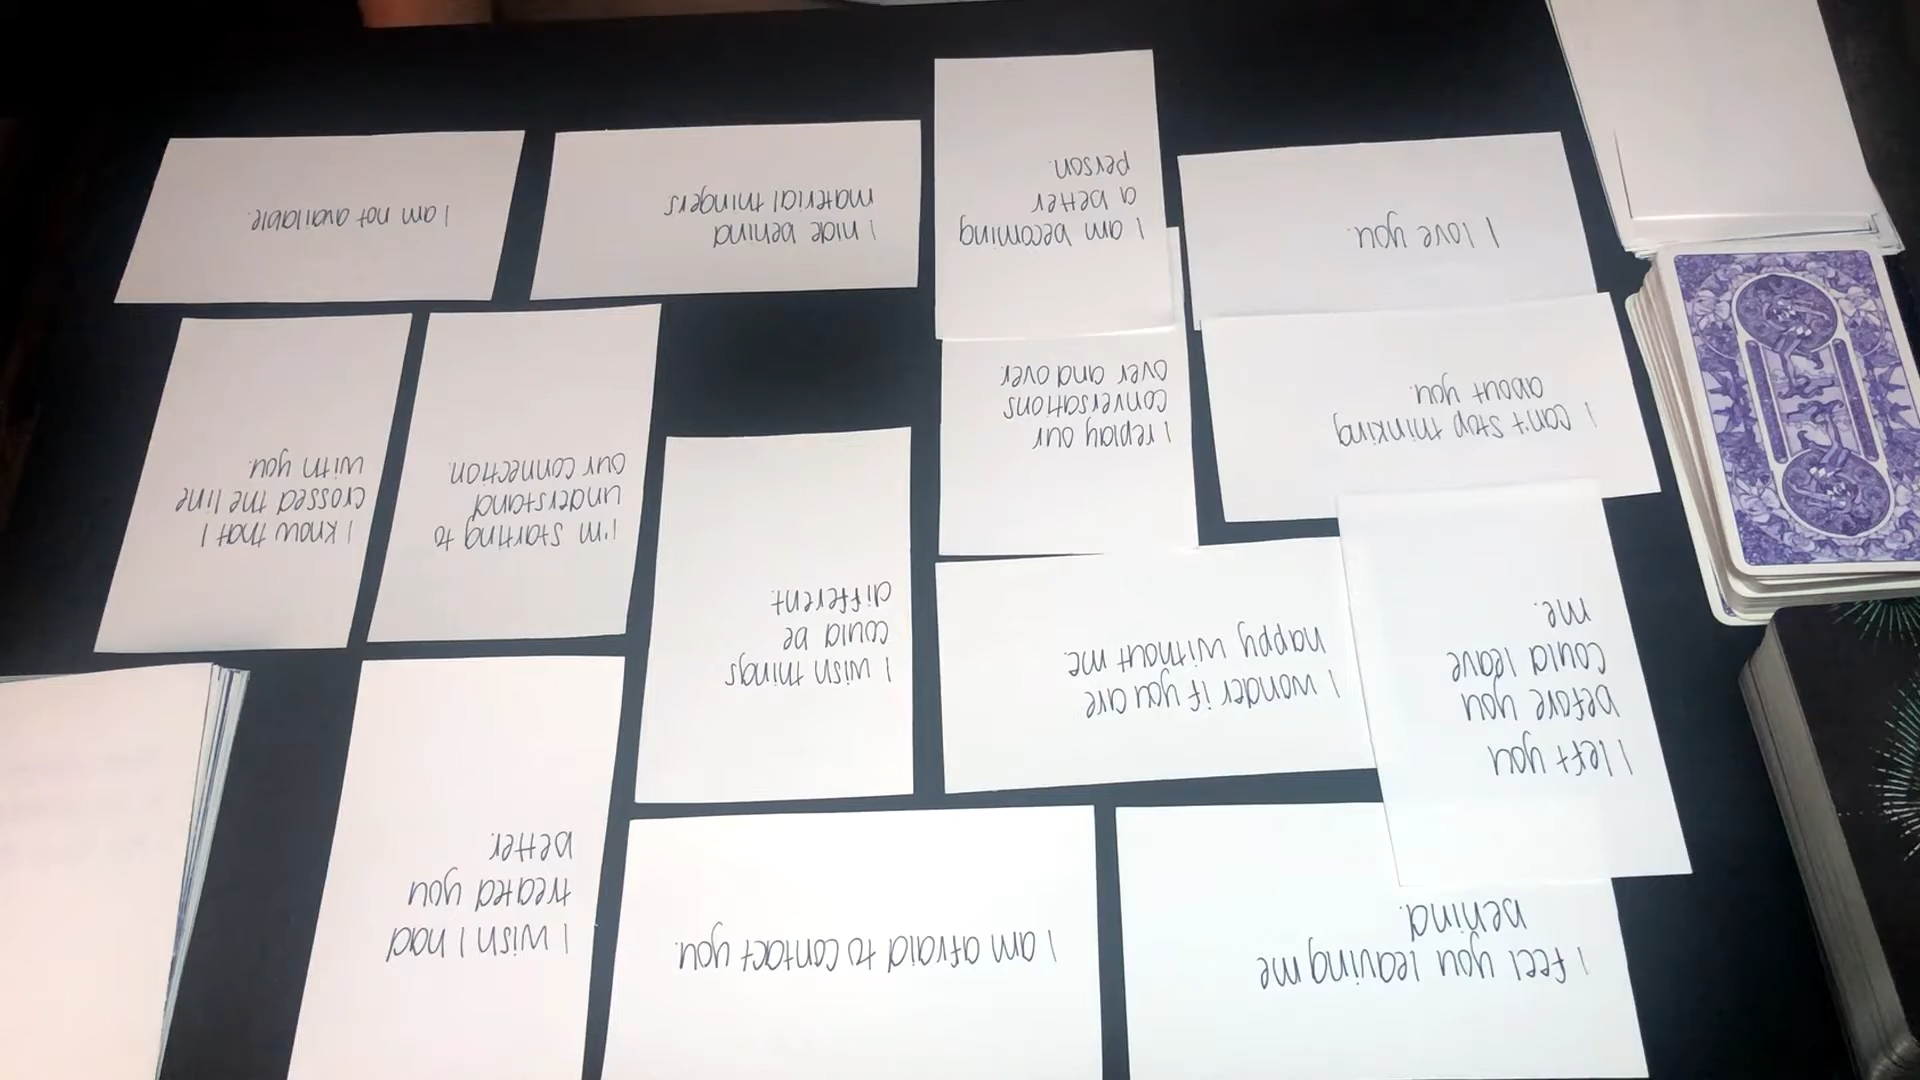 I feel you leaving me
behind.
I am afraid to contact you.
I wish I had
treated you
better.
I left you
before you
could leave
me.
I wonder if you are
happy without me.
I wish things
could be
different.
I'm starting to
understand
our connection.
I know that I
crossed the line
with you.
I can't stop thinking
about you.
I replay our
conversations
over and over.
I love you.
I am becoming
a better
person.
I hide behind
material thingers
I am not available.